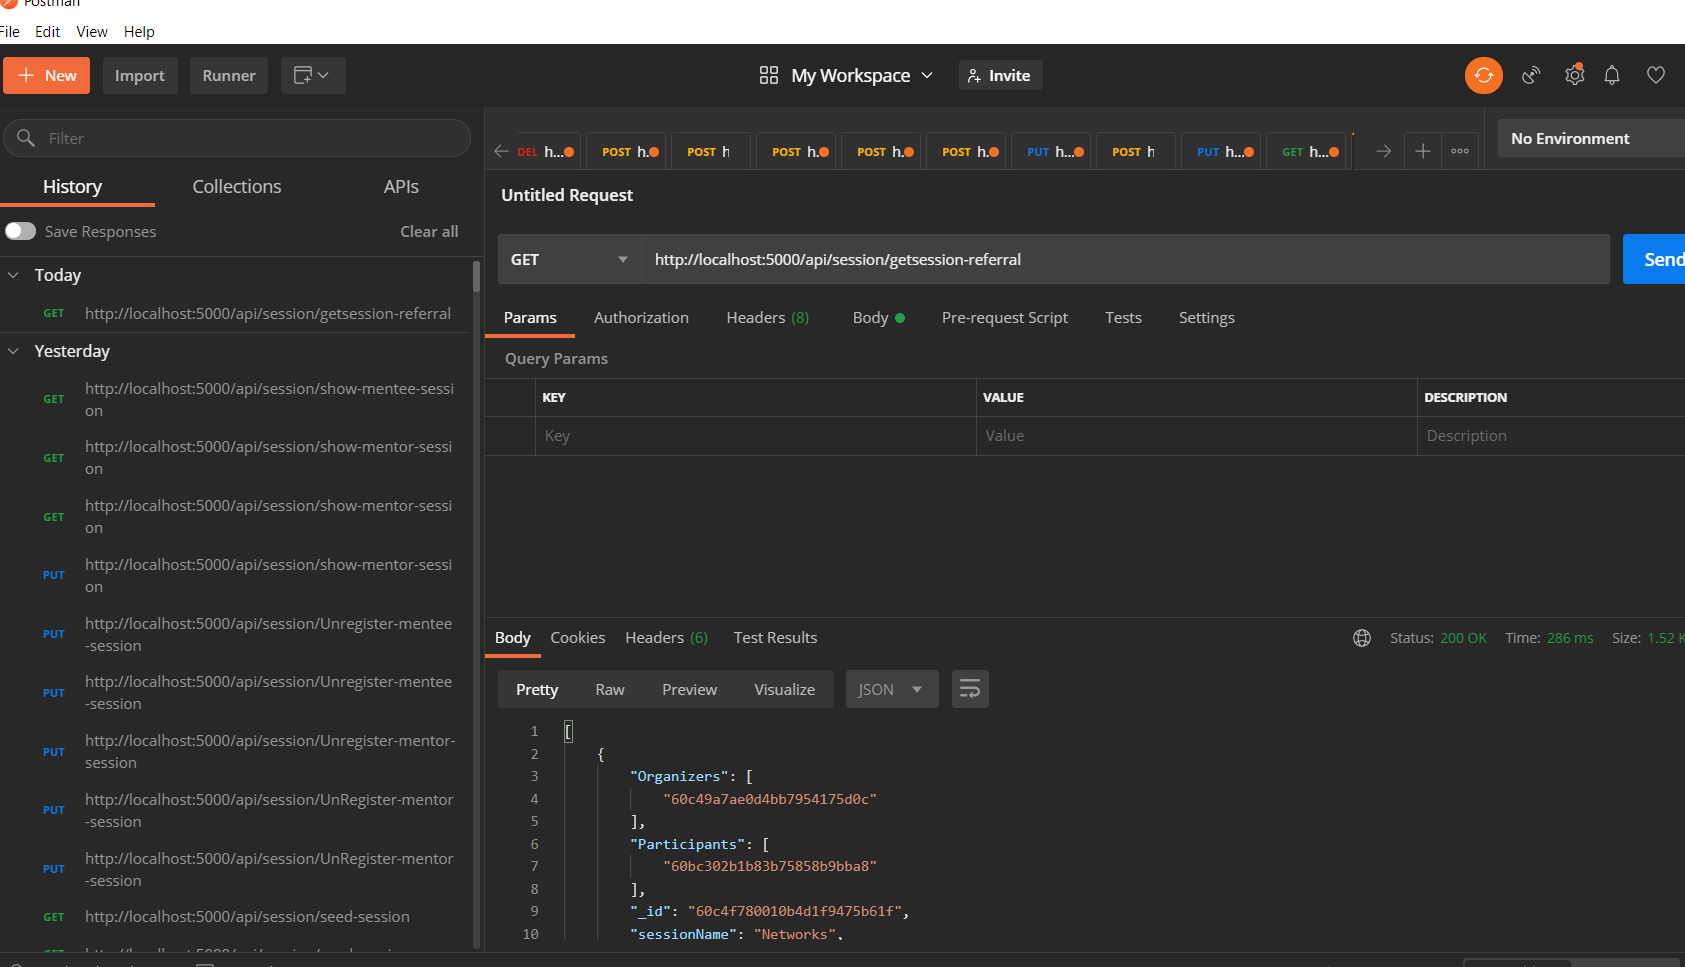 Postman
File Edit View Help
New Import Runner
My Workspace Invite
Filter
History Collections APIs
Save Responses Clear all
Today
GET http://localhost:5000/api/session/getsession-referral
Yesterday
GET http://localhost:5000/api/session/show-mentee-sessi
on
GET http://localhost:5000/api/session/show-mentor-sessi
on
GET http://localhost:5000/api/session/show-mentor-sessi
on
PUT http://localhost:5000/api/session/show-mentor-sessi
on
PUT http://localhost:5000/api/session/Unregister-mentee
-session
PUT http://localhost:5000/api/session/Unregister-mentee
-session
PUT http://localhost:5000/api/session/Unregister-mentor-
session
PUT http://localhost:5000/api/session/UnRegister-mentor
-session
PUT http://localhost:5000/api/session/UnRegister-mentor
-session
GET http://localhost:5000/api/session/seed-session
DEL h... POST h. POST h POST h. POST h. POST h. PUT h... POST h PUT h... GET h...
No Environment
Untitled Request
GET http://localhost:5000/api/session/getsession-referral Send
Params Authorization Headers (8) Body Pre-request Script Tests Settings
Query Params
KEY VALUE DESCRIPTION
Key Value Description
Body Cookies Headers (6) Test Results Status: 200 OK Time: 286 ms Size: 1.52 K
Pretty Raw Preview Visualize JSON
1 [
2 {
3 "Organizers": [
4 "60c49a7ae0d4bb7954175d0c"
5 ],
6 "Participants": [
7 "60bc302b1b83b75858b9bba8"
8 ],
9 "_id": "60c4f780010b4d1f9475b61f",
10 "sessionName": "Networks",